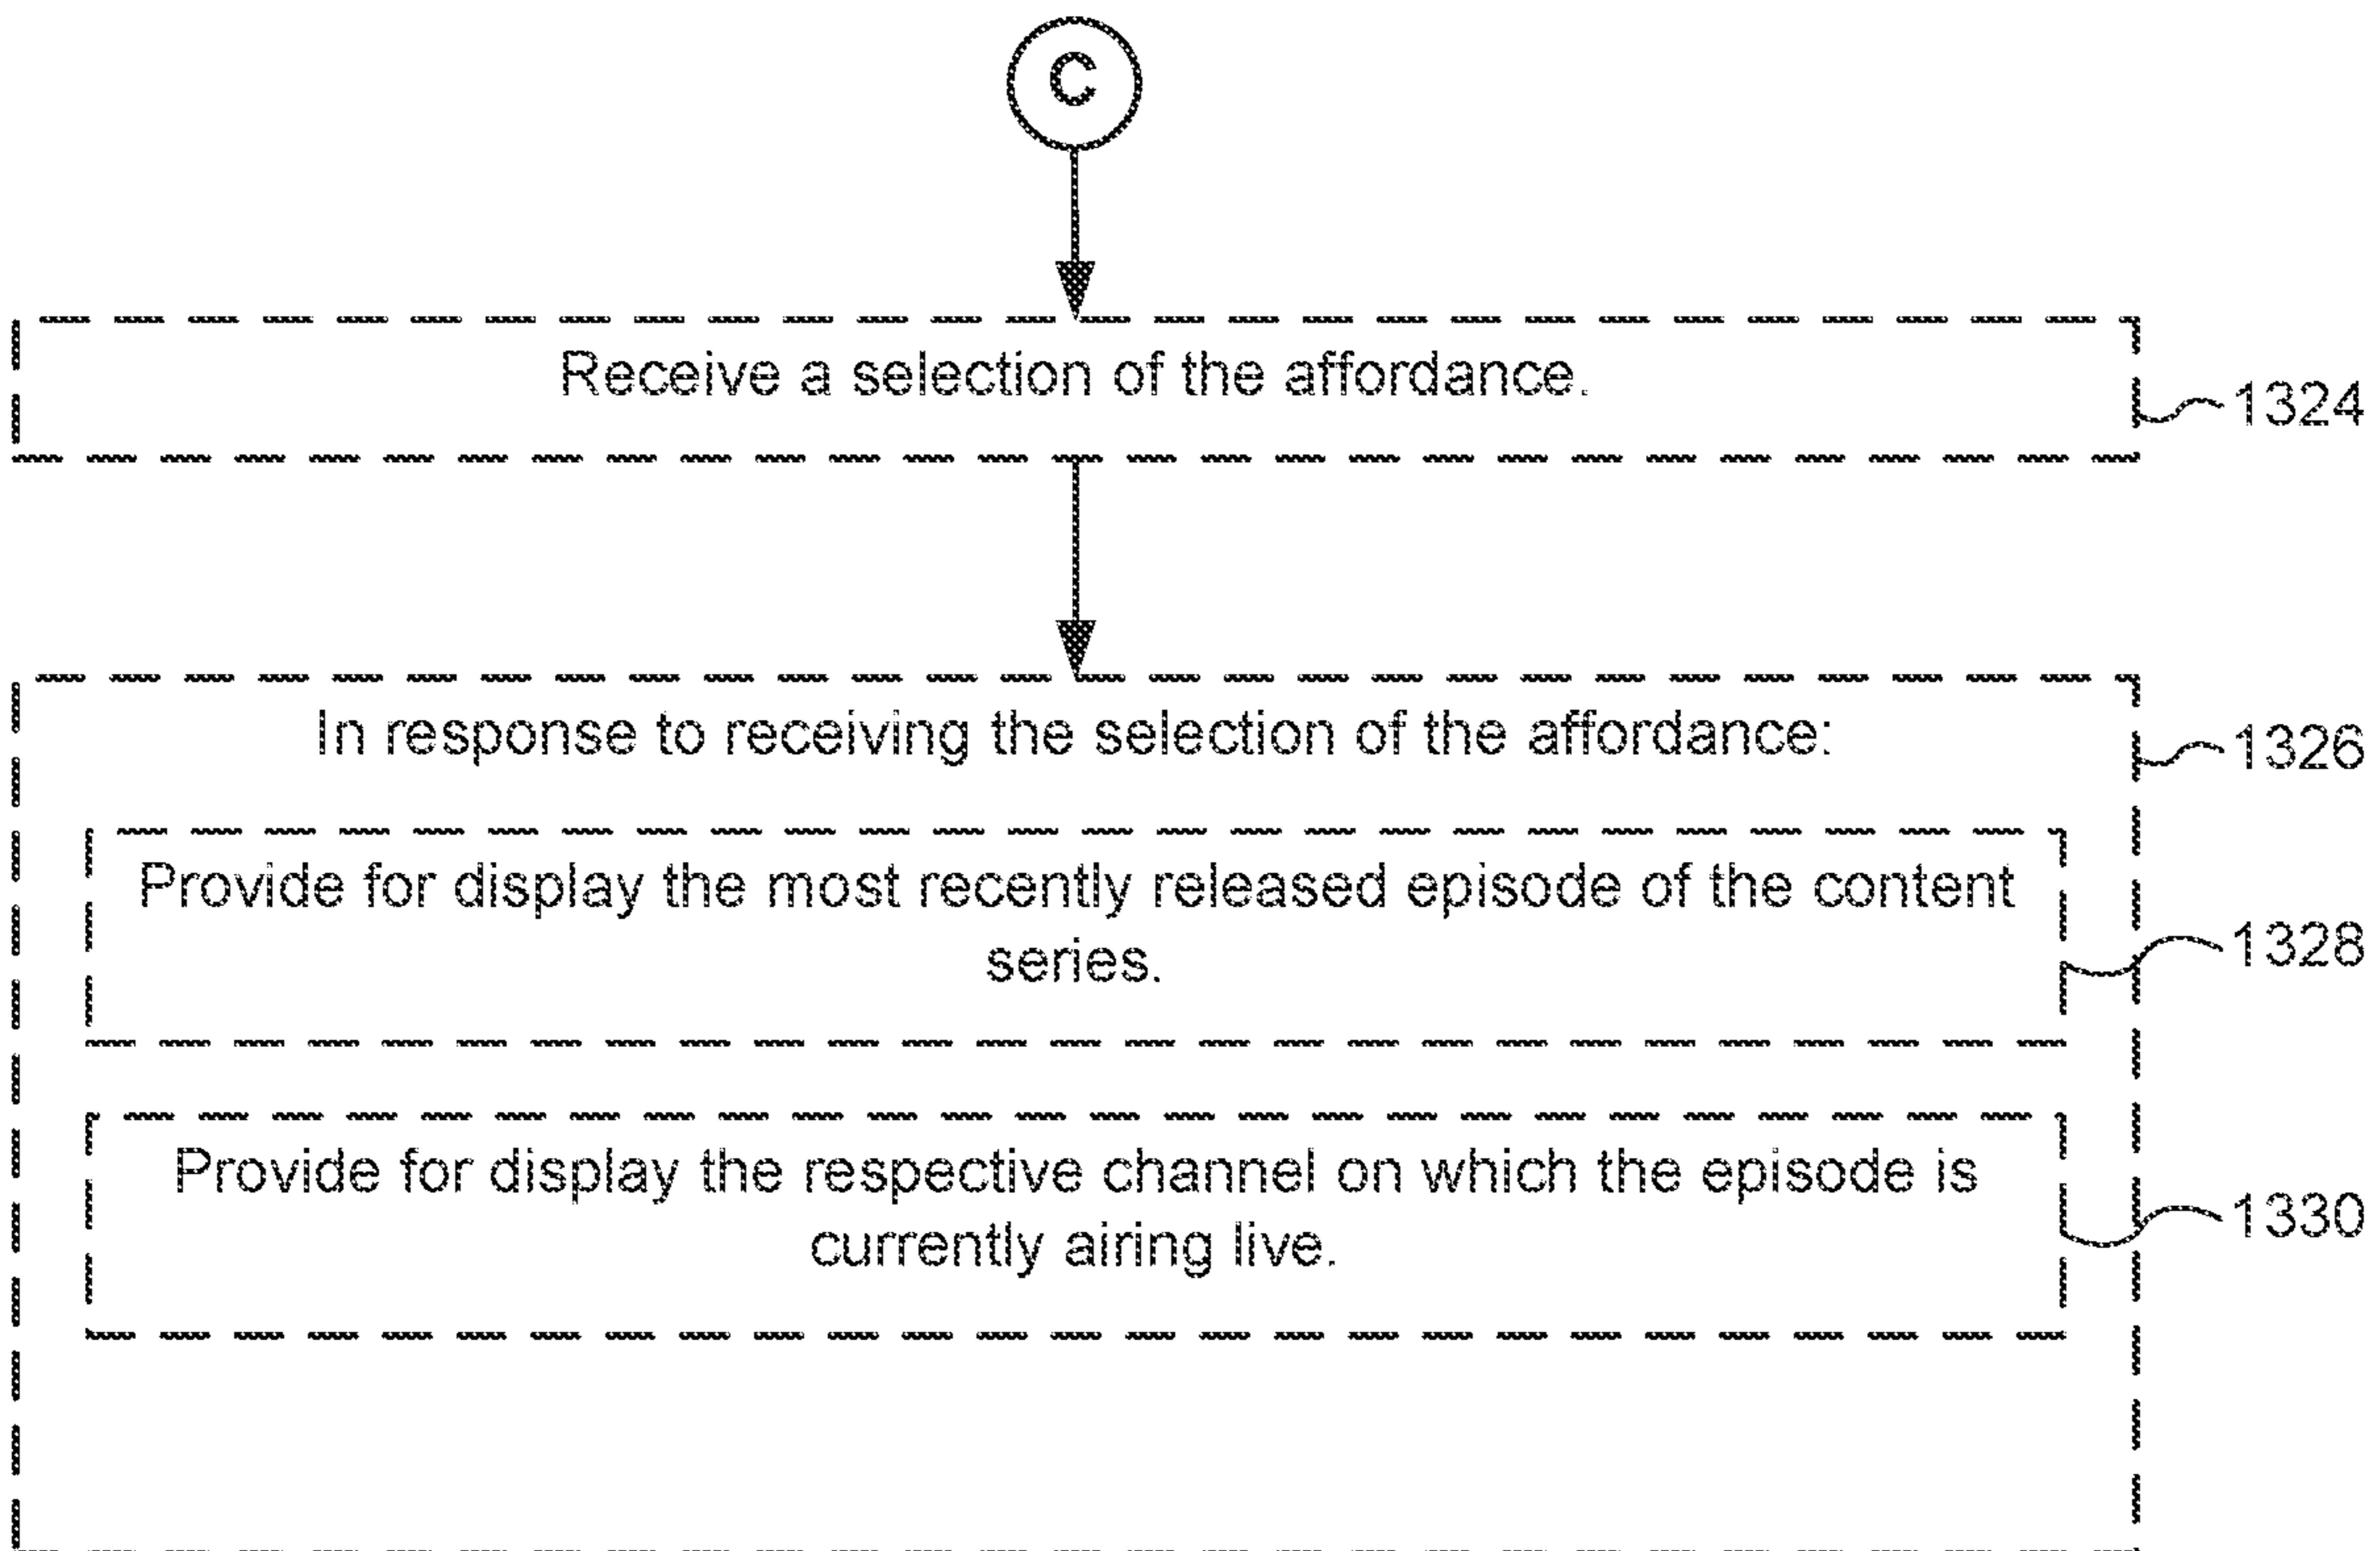 C
Receive a selection of the affordance.
1324
In response to receiving the selection of the affordance:
1326
Provide for display the most recently released episode of the content
series.
1328
Provide for display the respective channel on which the episode is
currently airing live.
1330